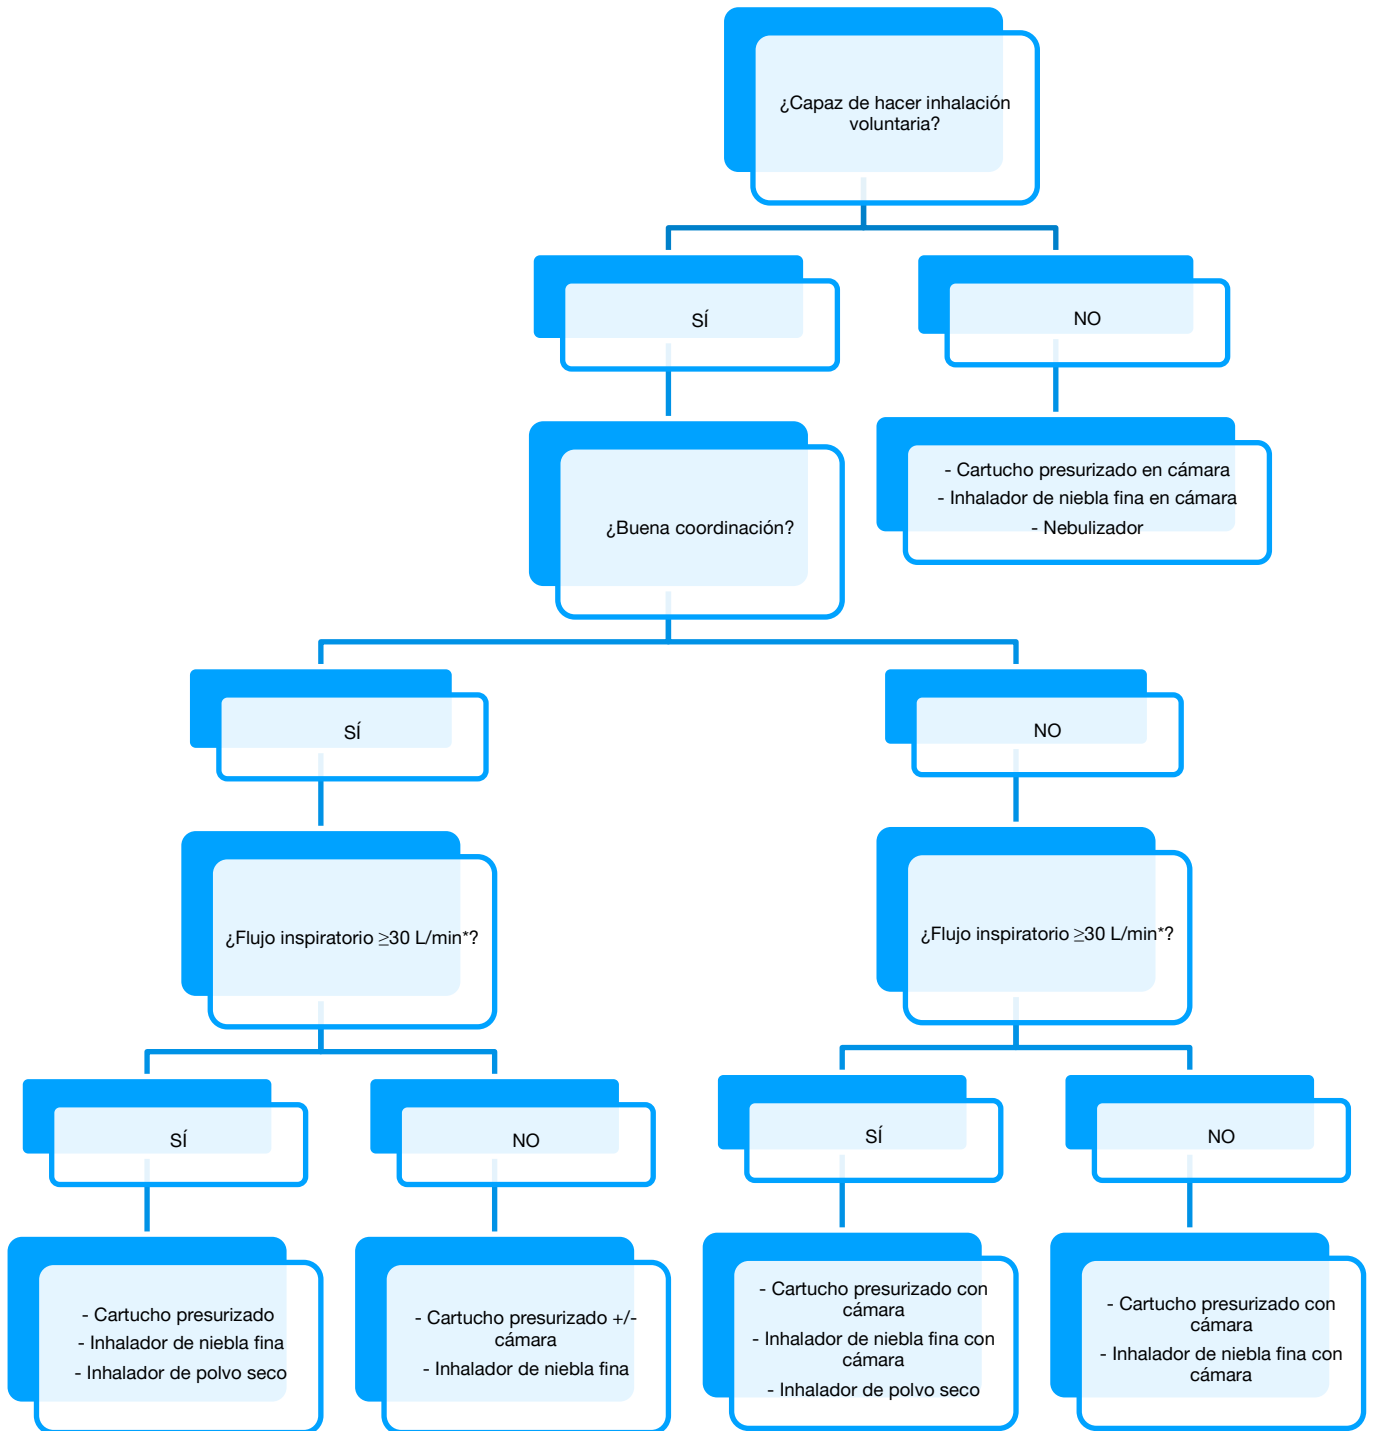 ¿Capaz de hacer inhalación
voluntaria?
SÍ
NO
¿Buena coordinación?
- Cartucho presurizado en cámara
- Inhalador de niebla fina en cámara
- Nebulizador
SÍ
NO
¿Flujo inspiratorio ≥30 L/min*?
¿Flujo inspiratorio ≥30 L/min*?
SÍ
NO
SÍ
NO
- Cartucho presurizado
- Inhalador de niebla fina
- Inhalador de polvo seco
- Cartucho presurizado +/-
cámara
- Inhalador de niebla fina
- Cartucho presurizado con
cámara
- Inhalador de niebla fina con
cámara
- Inhalador de polvo seco
- Cartucho presurizado con
cámara
- Inhalador de niebla fina con
cámara